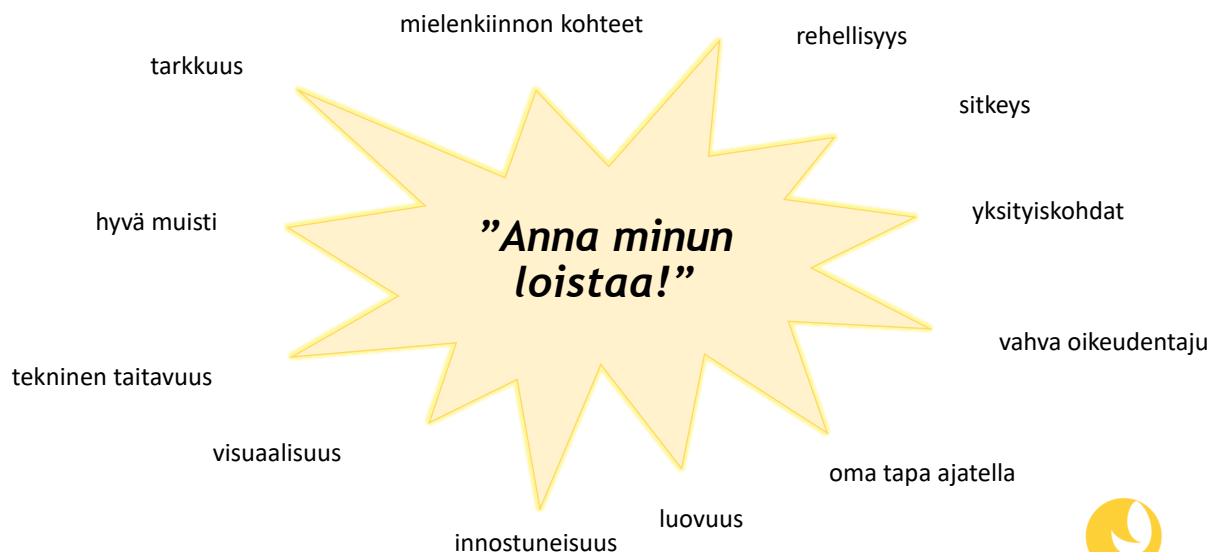 mielenkiinnon kohteet
rehellisyys
tarkkuus
sitkeys
hyvä muisti
yksityiskohdat
”Anna minun
loistaa!”
vahva oikeudentaju
tekninen taitavuus
visuaalisuus
oma tapa ajatella
luovuus
innostuneisuus